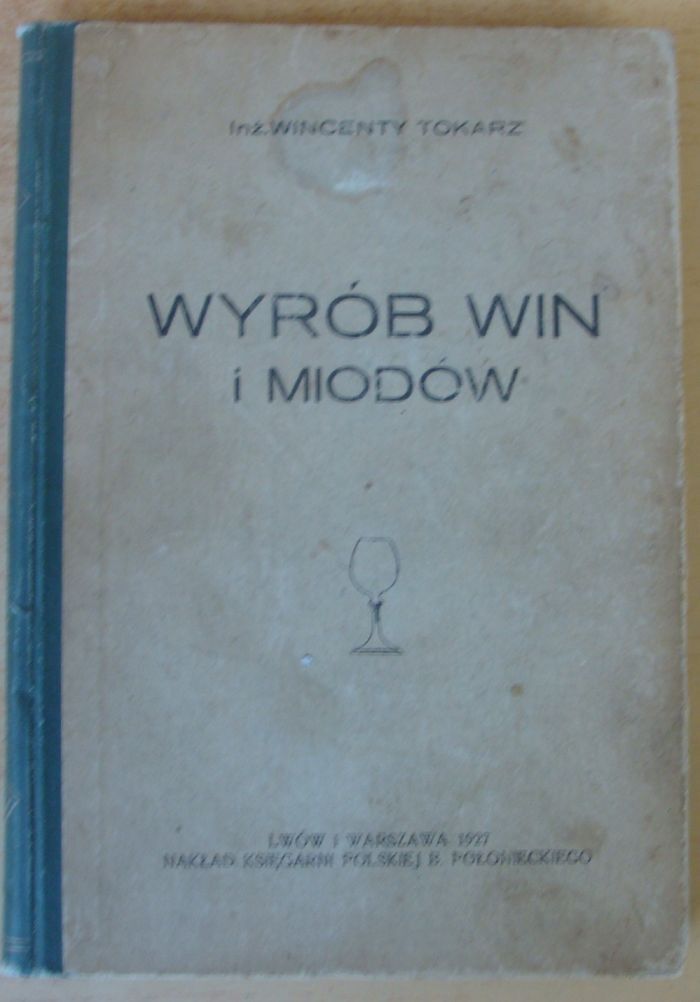 Inż. WINCENTY TOKARZ
WYRÓB WIN
i MIODÓW
LWÓW I WARSZAWA 1927
NAKŁAD KSIĘGARNI POLSKIEJ B. POŁONIECKIEGO